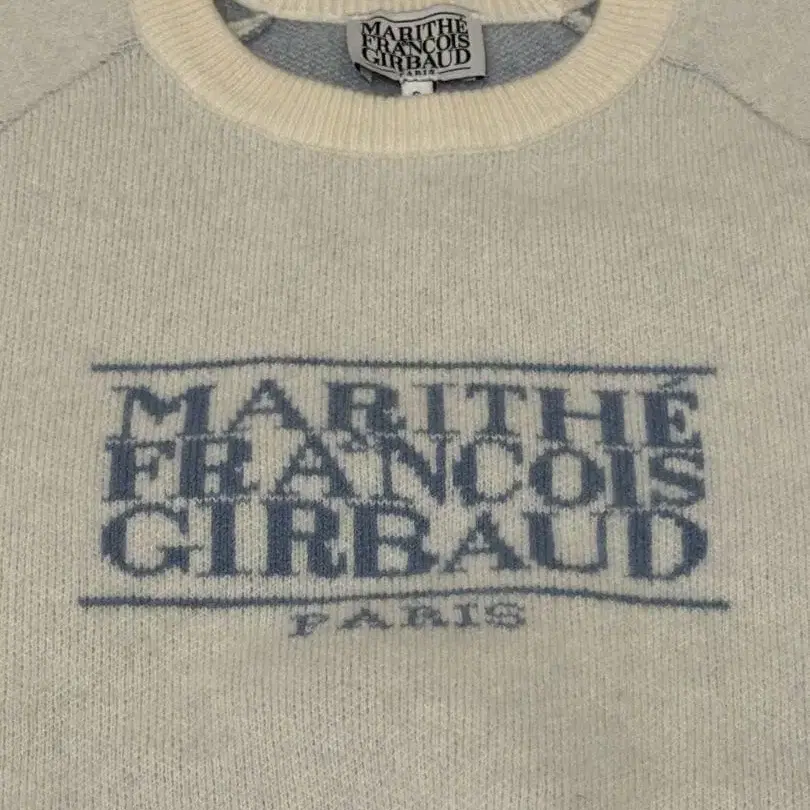 MARITHÉ
FRANCOIS
GIRBAUD
PARIS
MARITHÉ
FRANCOIS
GIRBAUD
PARIS